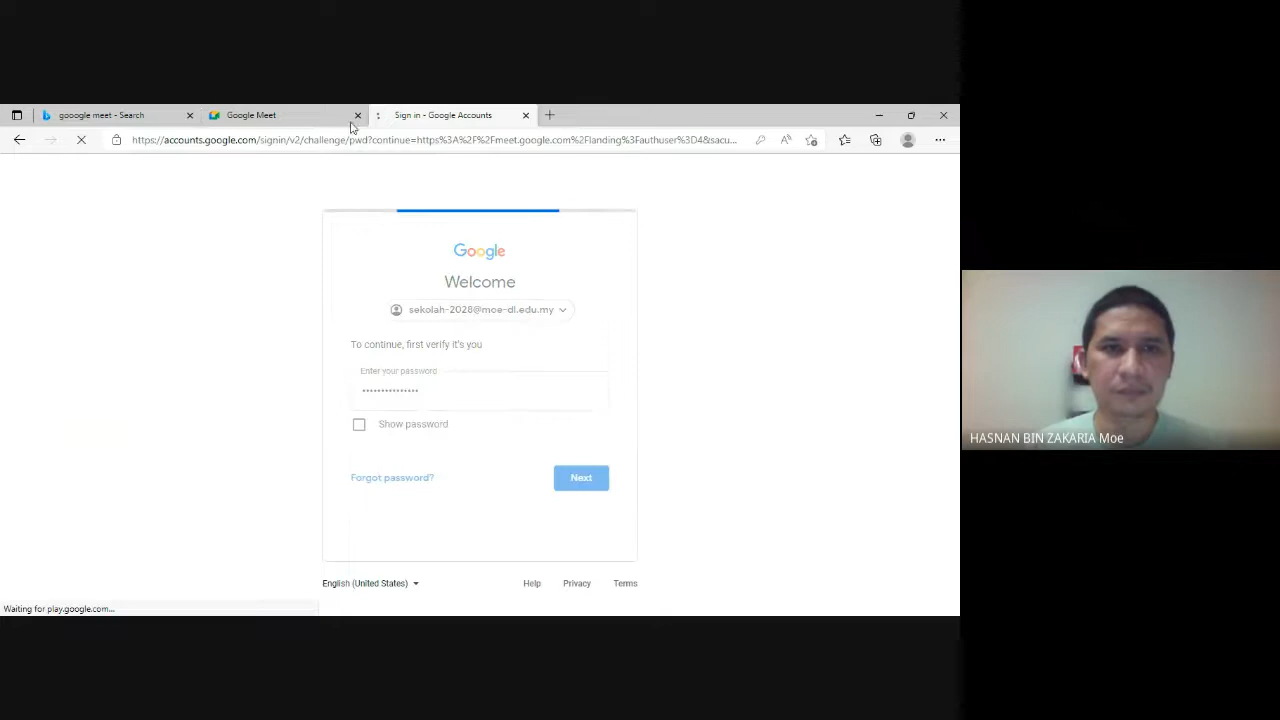 gooogle meet - Search
Google Meet
Sign in - Google Accounts
https://accounts.google.com/signin/v2/challenge/pwd?continue=https%3A%2F%2Fmeet.google.com%2Flanding%3Fauthuser%3D4&sacu...
Google
Welcome
sekolah-2028@moe-dl.edu.my
To continue, first verify it's you
Enter your password
•••••••••••••••
Show password
Forgot password?
Next
English (United States)
Help
Privacy
Terms
Waiting for play.google.com...
HASNAN BIN ZAKARIA Moe